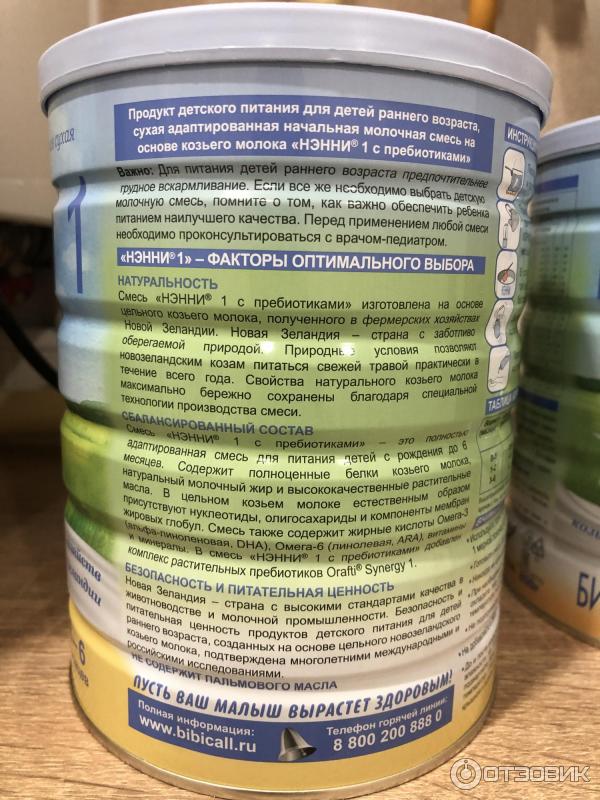 я сухая
1
Продукт детского питания для детей раннего возраста,
сухая адаптированная начальная молочная смесь на
основе козьего молока «НЭННИ® 1 с пребиотиками»
Важно: Для питания детей раннего возраста предпочтительнее
грудное вскармливание. Если все же необходимо выбрать детскую
молочную смесь, помните о том, как важно обеспечить ребенка
питанием наилучшего качества. Перед применением любой смеси
необходимо проконсультироваться с врачом-педиатром.
«НЭННИ® 1» – ФАКТОРЫ ОПТИМАЛЬНОГО ВЫБОРА
НАТУРАЛЬНОСТЬ
Смесь «НЭННИ® 1 с пребиотиками» изготовлена на основе
цельного козьего молока, полученного в фермерских хозяйствах
Новой Зеландии. Новая Зеландия – страна с заботливо
оберегаемой природой. Природные условия позволяют
новозеландским козам питаться свежей травой практически в
течение всего года. Свойства натурального козьего молока
максимально бережно сохранены благодаря специальной
технологии производства смеси.
СБАЛАНСИРОВАННЫЙ СОСТАВ
Смесь «НЭННИ® 1 с пребиотиками» – это полностью
адаптированная смесь для питания детей с рождения до 6
месяцев. Содержит полноценные белки козьего молока,
натуральный молочный жир и высококачественные растительные
масла. В цельном козьем молоке естественным образом
присутствуют нуклеотиды, олигосахариды и компоненты мембран
жировых глобул. Смесь также содержит жирные кислоты Омега-3
(альфа-линоленовая, DHA), Омега-6 (линолевая, ARA), витамины
и минералы. В смесь «НЭННИ® 1 с пребиотиками» добавлен
комплекс растительных пребиотиков Orafti® Synergy 1.
БЕЗОПАСНОСТЬ И ПИТАТЕЛЬНАЯ ЦЕННОСТЬ
Новая Зеландия – страна с высокими стандартами качества в
животноводстве и молочной промышленности. Безопасность и
питательная ценность продуктов детского питания для детей
раннего возраста, созданных на основе цельного новозеландского
козьего молока, подтверждена многолетними международными и
российскими исследованиями.
НЕ СОДЕРЖИТ ПАЛЬМОВОГО МАСЛА
ПУСТЬ ВАШ МАЛЫШ ВЫРАСТЕТ ЗДОРОВЫМ!
Полная информация:
www.bibicall.ru
Телефон горячей линии:
8 800 200 888 0
ИНСТРУКЦ
ТАБЛИЦА
БИ
ОТЗОВИК